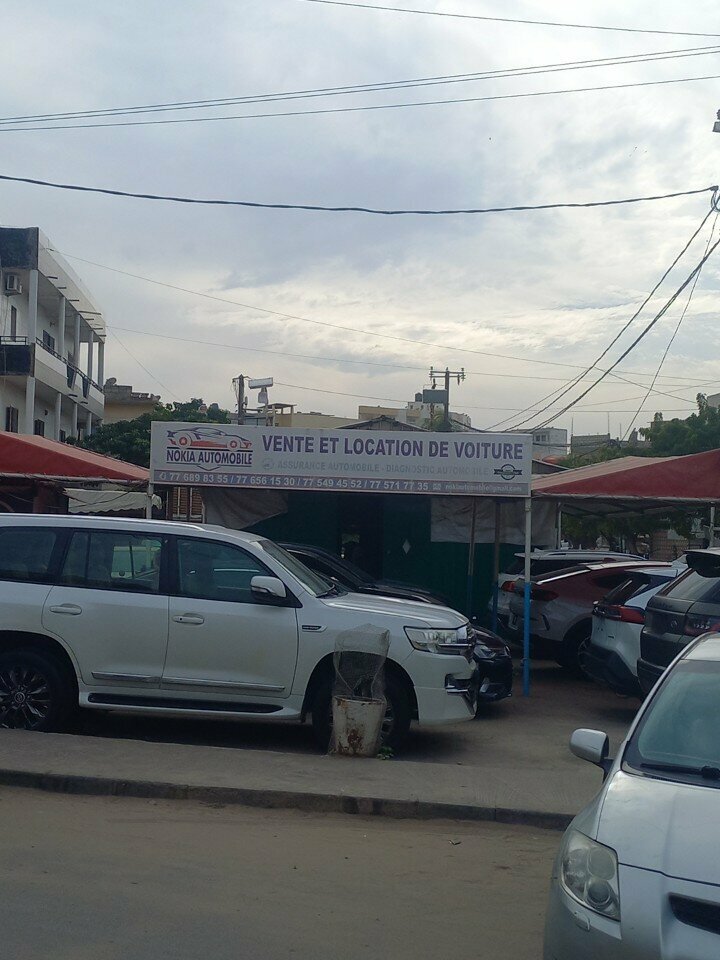 NOKIA AUTOMOBILE
VENTE ET LOCATION DE VOITURE
ASSURANCE AUTOMOBILE - DIAGNOSTIC AUTOMOBILE
77 689 83 55 / 77 656 15 30 / 77 549 45 52 / 77 571 77 35